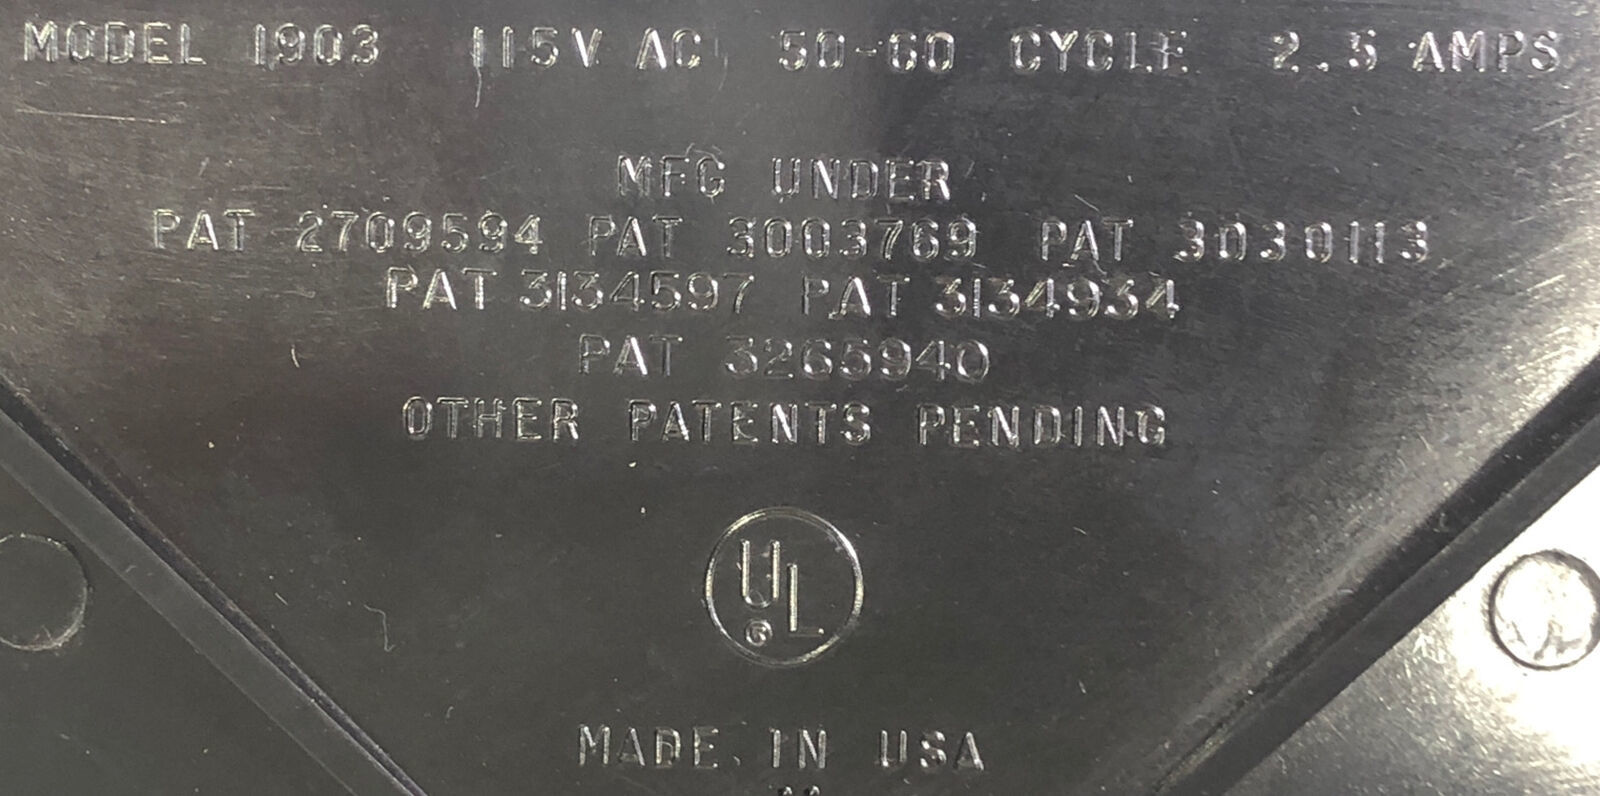 MODEL 1903 115V AC 50-60 CYCLE 2.5 AMPS
MFG UNDER
PAT 2709594 PAT 3003769 PAT 3030113
PAT 3134597 PAT 3134934
PAT 3265940
OTHER PATENTS PENDING
UL ®
MADE IN USA